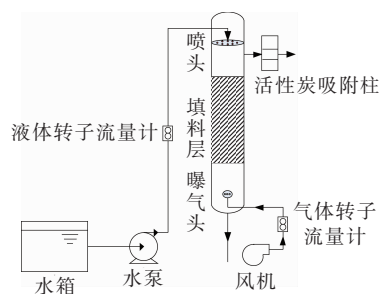 喷头
活性炭吸附柱
填料层
液体转子流量计
曝气头
气体转子
流量计
水箱
水泵
风机